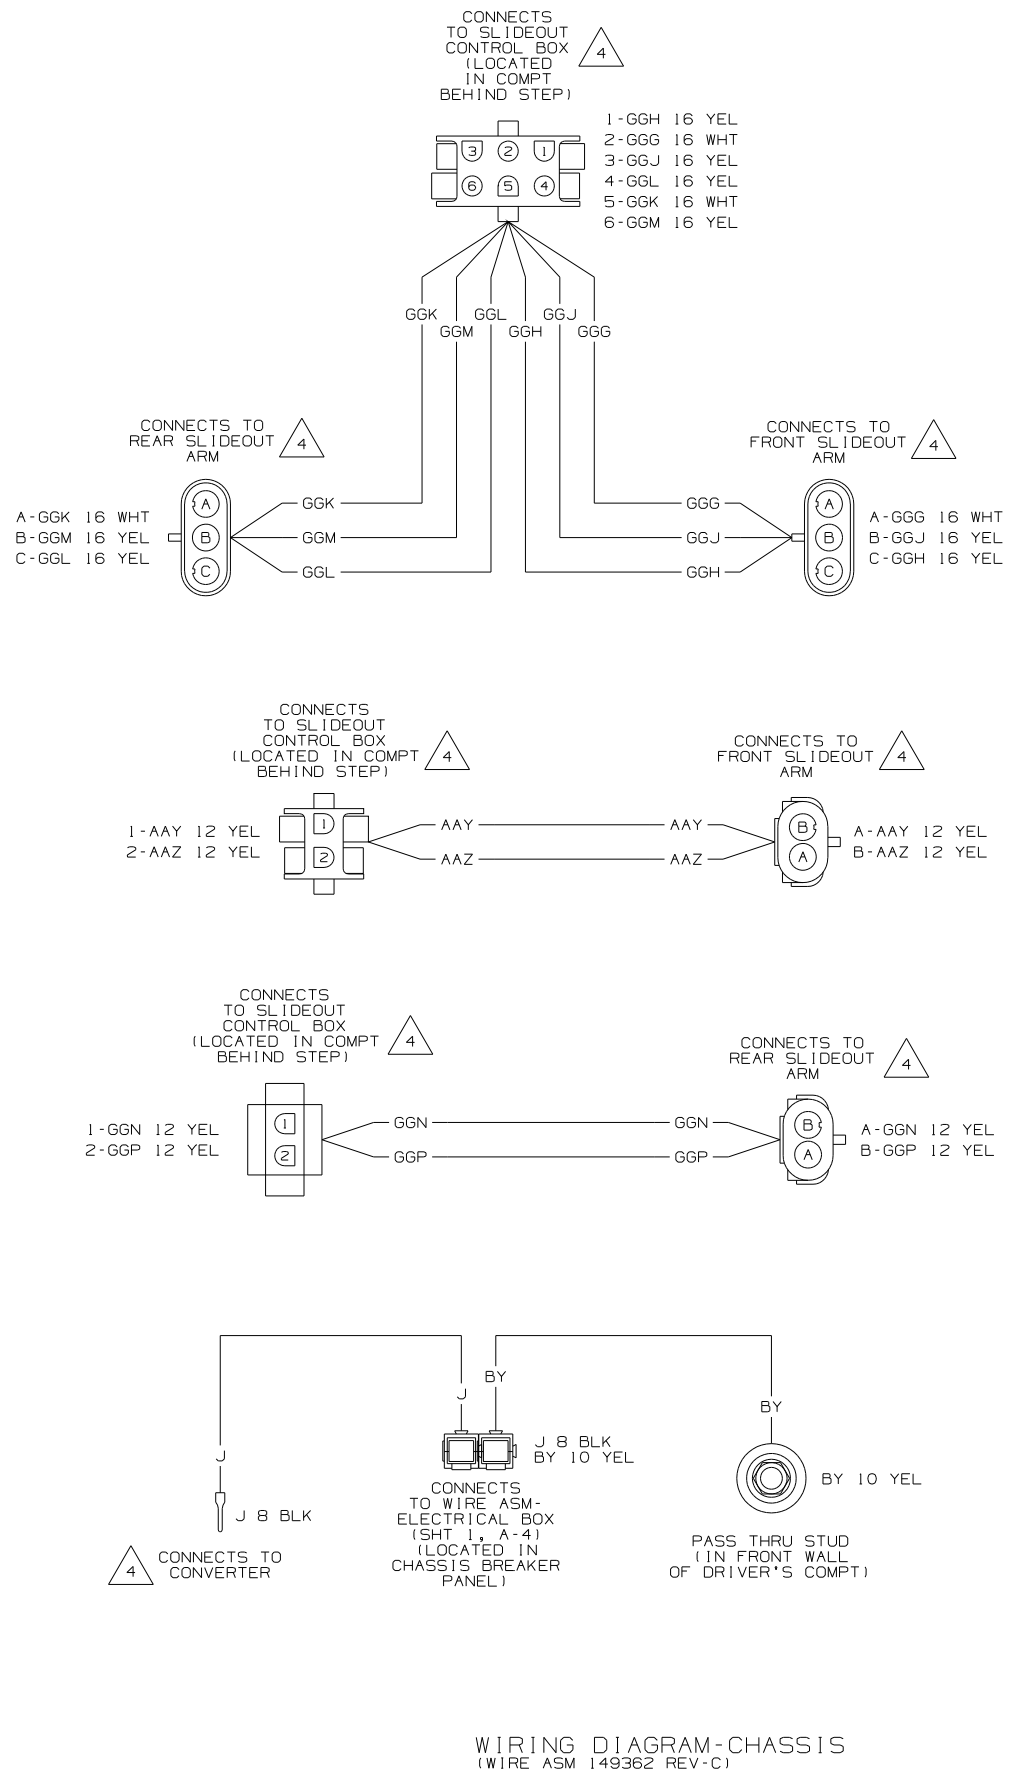 CONNECTS
TO SLIDEOUT
CONTROL BOX
(LOCATED
IN COMPT
BEHIND STEP)
4
1-GGH 16 YEL
2-GGG 16 WHT
3-GGJ 16 YEL
4-GGL 16 YEL
5-GGK 16 WHT
6-GGM 16 YEL
3 2 1
6 5 4
GGK GGL GGJ
GGM GGH GGG
CONNECTS TO
REAR SLIDEOUT
ARM
4
A-GGK 16 WHT
B-GGM 16 YEL
C-GGL 16 YEL
A
B
C
GGK
GGM
GGL
CONNECTS TO
FRONT SLIDEOUT
ARM
4
GGG
GGJ
GGH
A
B
C
A-GGG 16 WHT
B-GGJ 16 YEL
C-GGH 16 YEL
CONNECTS
TO SLIDEOUT
CONTROL BOX
(LOCATED IN COMPT
BEHIND STEP)
4
1-AAY 12 YEL
2-AAZ 12 YEL
1
2
AAY AAY
AAZ AAZ
CONNECTS TO
FRONT SLIDEOUT
ARM
4
B
A
A-AAY 12 YEL
B-AAZ 12 YEL
CONNECTS
TO SLIDEOUT
CONTROL BOX
(LOCATED IN COMPT
BEHIND STEP)
4
1-GGN 12 YEL
2-GGP 12 YEL
1
2
GGN GGN
GGP GGP
CONNECTS TO
REAR SLIDEOUT
ARM
4
B
A
A-GGN 12 YEL
B-GGP 12 YEL
J
BY
BY
J
J 8 BLK
CONNECTS TO
CONVERTER
4
J 8 BLK
BY 10 YEL
CONNECTS
TO WIRE ASM-
ELECTRICAL BOX
(SHT 1, A-4)
(LOCATED IN
CHASSIS BREAKER
PANEL)
BY 10 YEL
PASS THRU STUD
(IN FRONT WALL
OF DRIVER'S COMPT)
WIRING DIAGRAM-CHASSIS
(WIRE ASM 149362 REV-C)